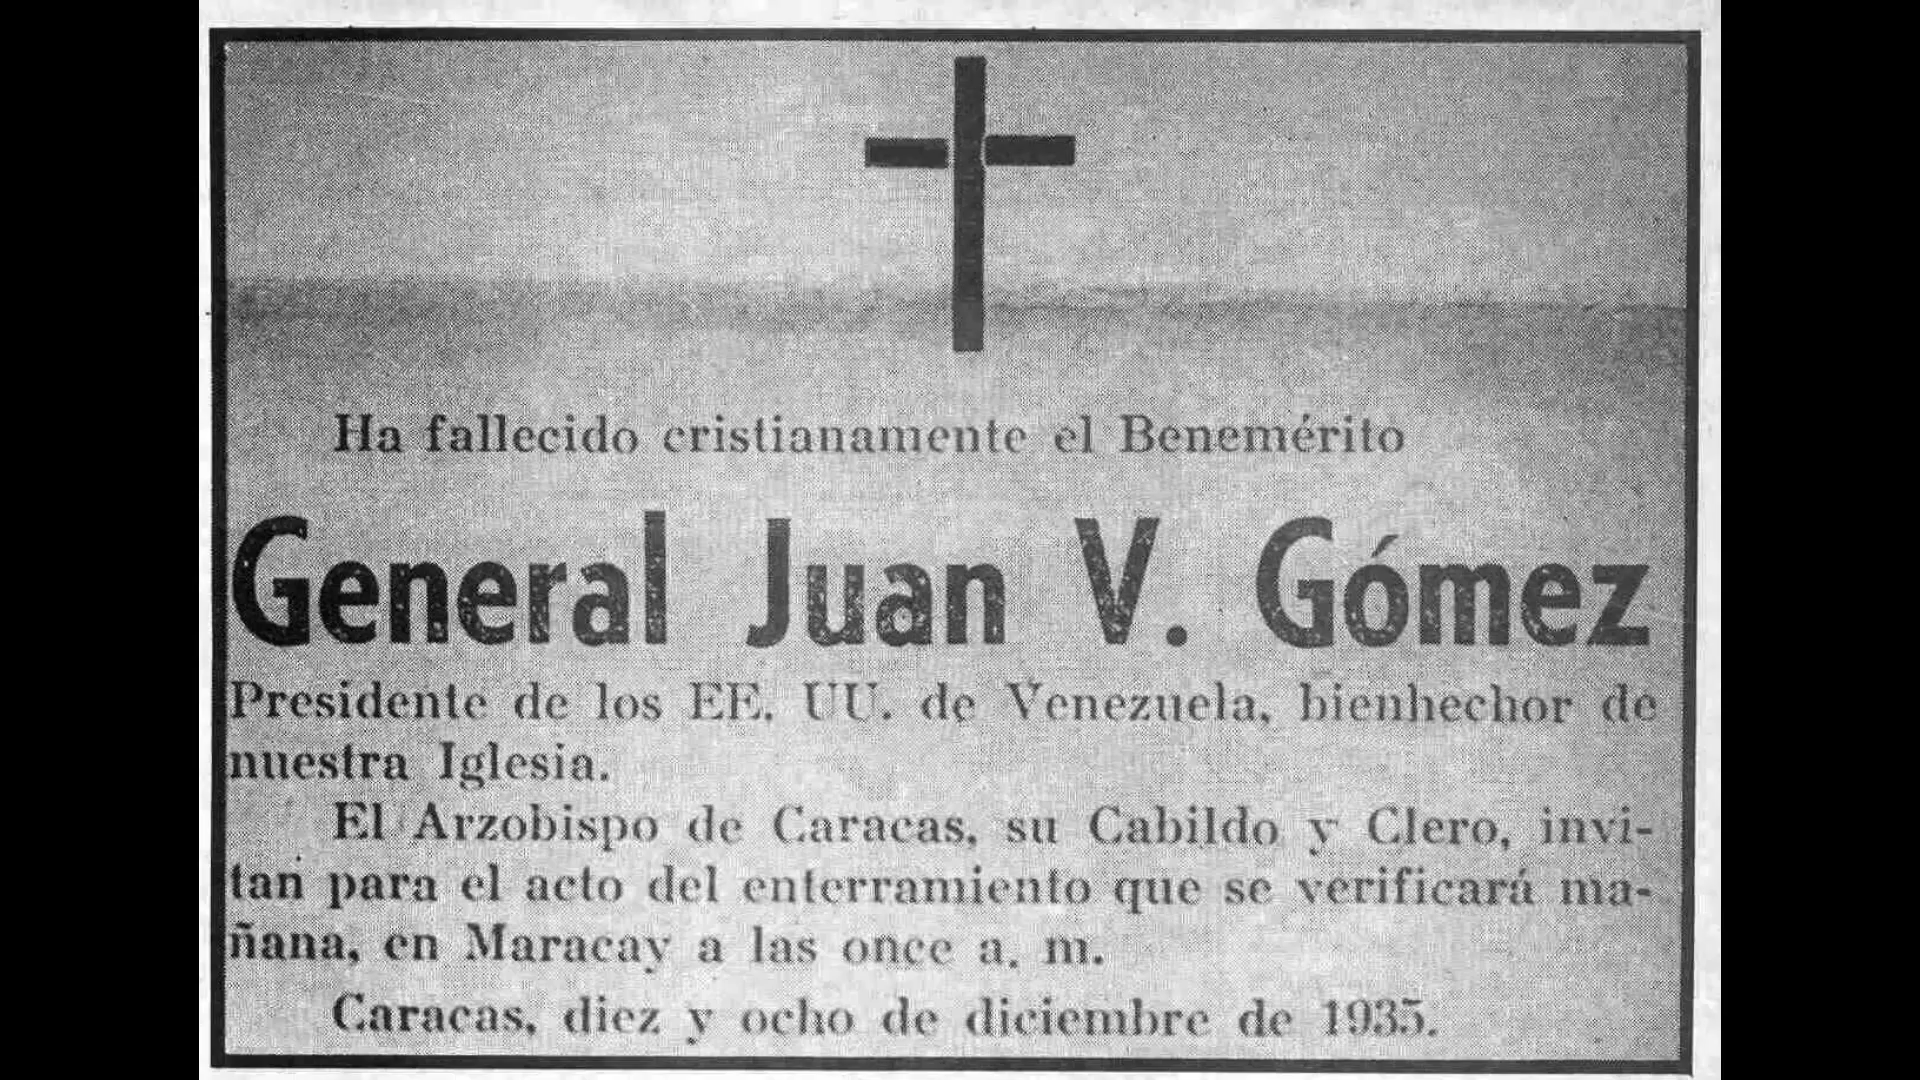 Ha fallecido cristianamente el Benemérito
General Juan V. Gómez
Presidente de los EE. UU. de Venezuela, bienhechor de
nuestra Iglesia.
El Arzobispo de Caracas, su Cabildo y Clero, invi-
tan para el acto del enterramiento que se verificará ma-
ñana, en Maracay a las once a. m.
Caracas, diez y ocho de diciembre de 1935.